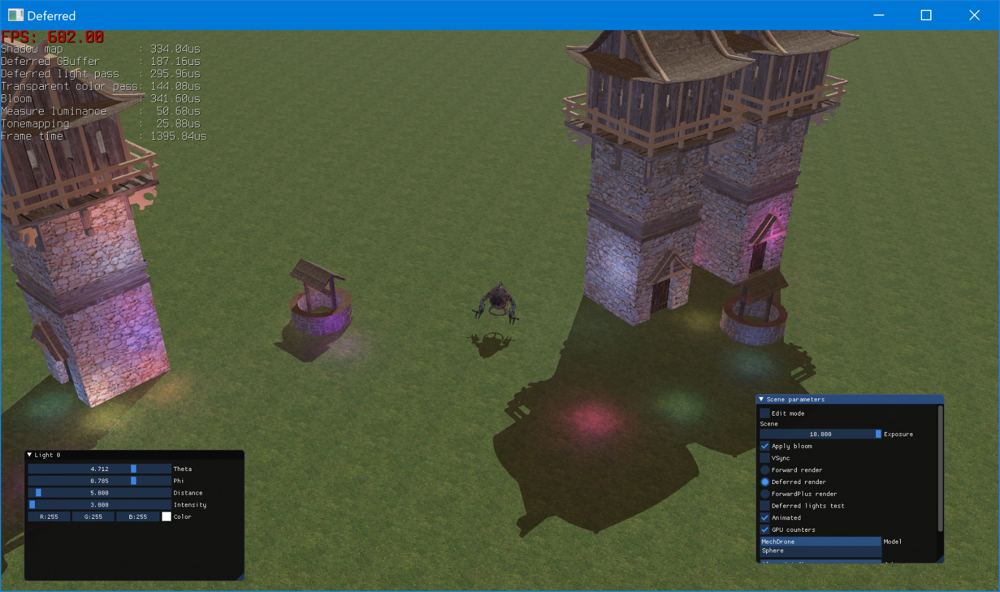 Deferred
FPS: 682.00
Shadow map : 334.04us
Deferred GBuffer : 187.16us
Deferred light pass : 295.96us
Transparent color pass: 144.08us
Bloom : 341.60us
Measure luminance : 50.68us
Tonemapping : 25.88us
Frame time : 1395.84us
Scene parameters
Edit mode
Scene
10.000 Exposure
Apply bloom
VSync
Forward render
Deferred render
ForwardPlus render
Deferred lights test
Animated
GPU counters
MechDrone Model
Sphere
Light 0
4.712 Theta
0.785 Phi
5.000 Distance
3.000 Intensity
R:255 G:255 B:255 Color